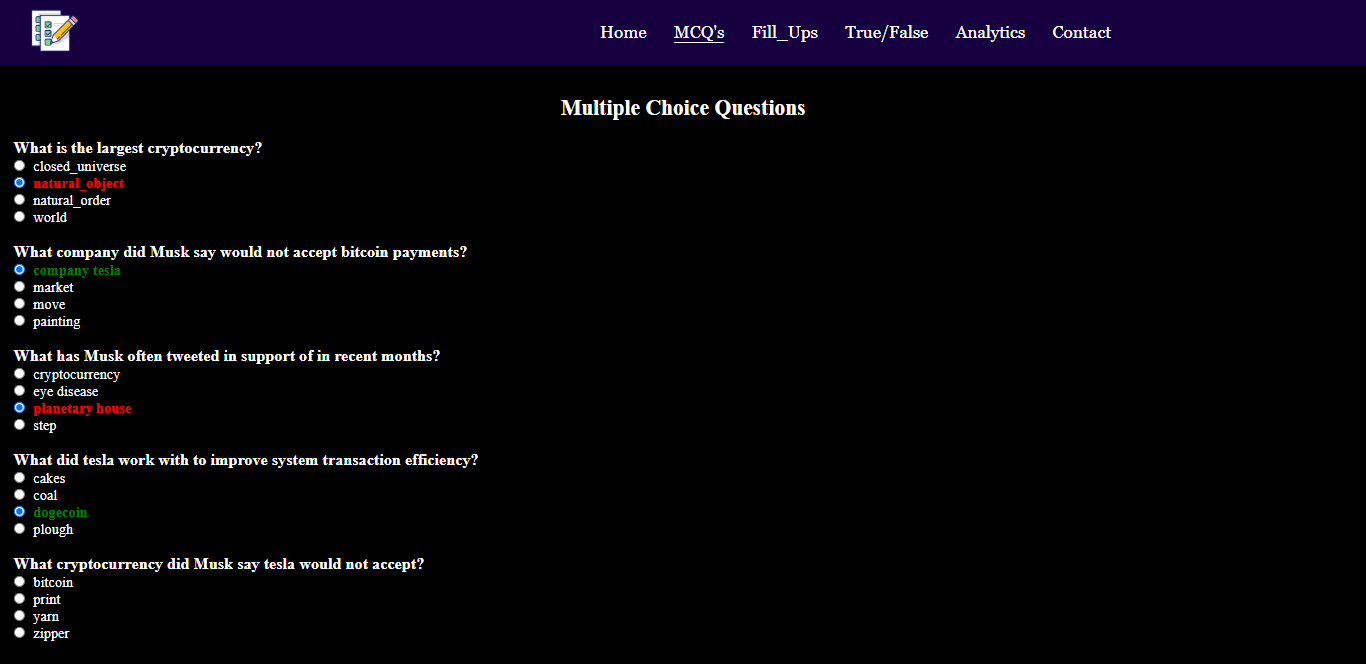 Home MCQ's Fill_Ups True/False Analytics Contact
Multiple Choice Questions
What is the largest cryptocurrency?
closed_universe
natural_object
natural_order
world
What company did Musk say would not accept bitcoin payments?
company tesla
market
move
painting
What has Musk often tweeted in support of in recent months?
cryptocurrency
eye disease
planetary house
step
What did tesla work with to improve system transaction efficiency?
cakes
coal
dogecoin
plough
What cryptocurrency did Musk say tesla would not accept?
bitcoin
print
yarn
zipper